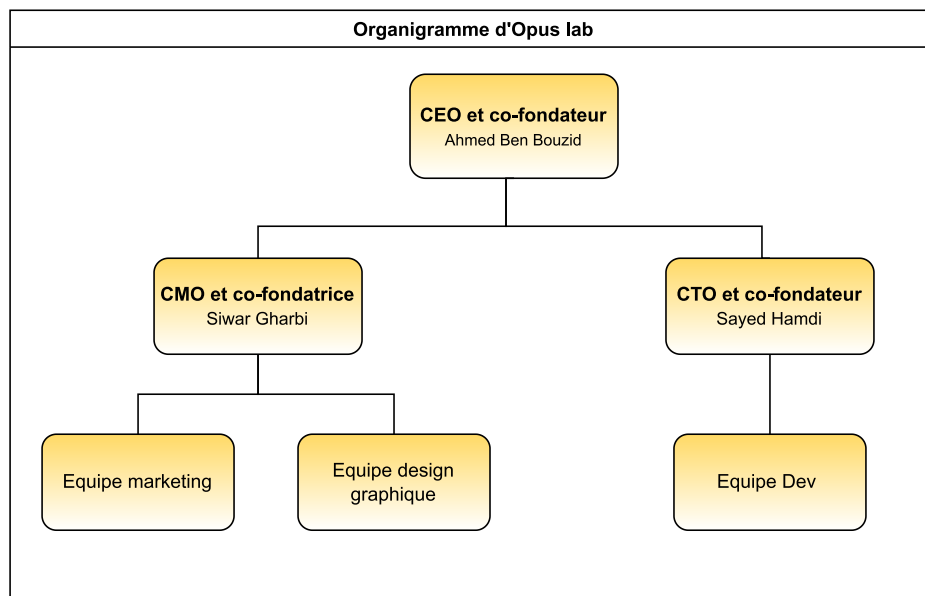 Organigramme d'Opus lab
CEO et co-fondateur
Ahmed Ben Bouzid
CMO et co-fondatrice
Siwar Gharbi
CTO et co-fondateur
Sayed Hamdi
Equipe marketing
Equipe design
graphique
Equipe Dev